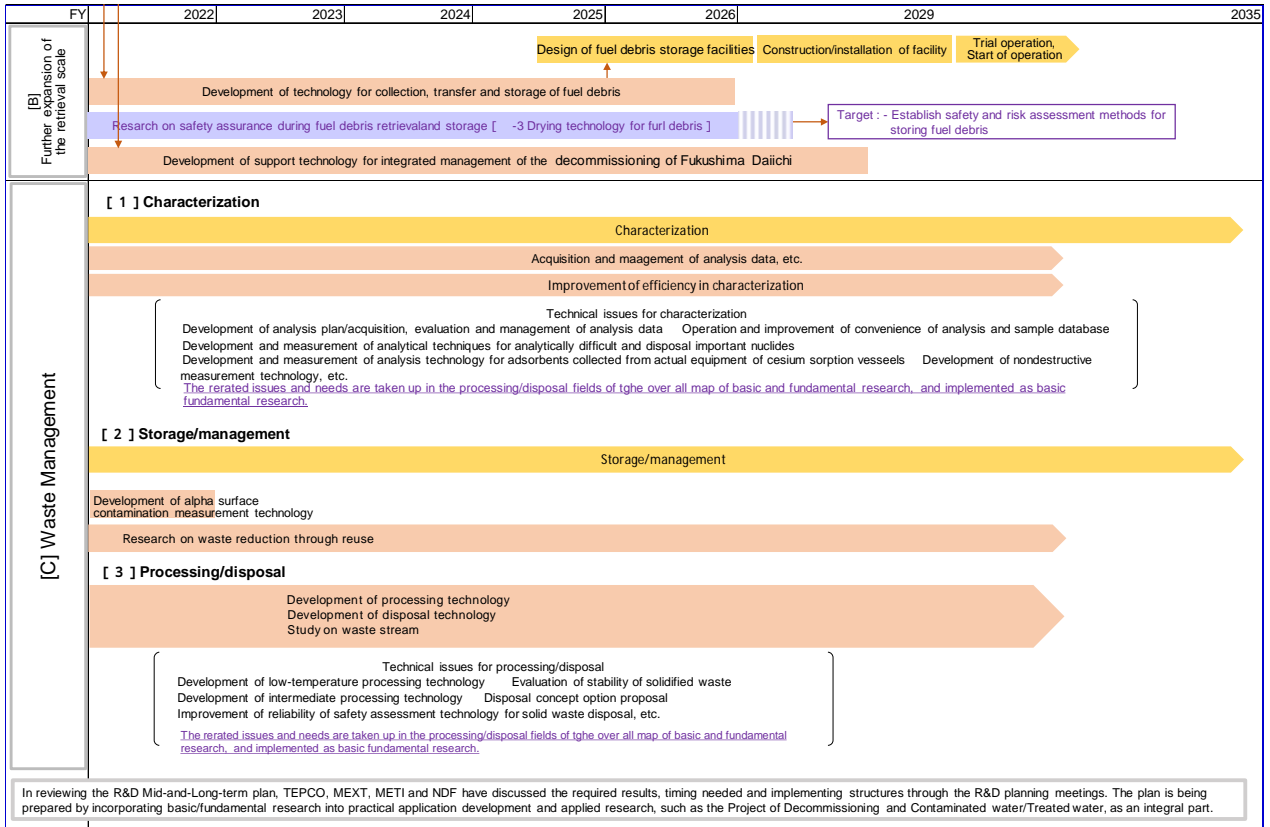 FY 2022 2023 2024 2025 2026 2029 2035
[B]
Further expansion of
the retrieval scale
Design of fuel debris storage facilities
Construction/installation of facility
Trial operation,
Start of operation
Development of technology for collection, transfer and storage of fuel debris
Resarch on safety assurance during fuel debris retrievaland storage [ -3 Drying technology for furl debris ]
Target : - Establish safety and risk assessment methods for
storing fuel debris
Development of support technology for integrated management of the decommissioning of Fukushima Daiichi
[C] Waste Management
[ 1 ] Characterization
Characterization
Acquisition and maagement of analysis data, etc.
Improvement of efficiency in characterization
Technical issues for characterization
Development of analysis plan/acquisition, evaluation and management of analysis data Operation and improvement of convenience of analysis and sample database
Development and measurement of analytical techniques for analytically difficult and disposal important nuclides
Development and measurement of analysis technology for adsorbents collected from actual equipment of cesium sorption vesseels Development of nondestructive
measurement technology, etc.
The rerated issues and needs are taken up in the processing/disposal fields of tghe over all map of basic and fundamental research, and implemented as basic
fundamental research.
[ 2 ] Storage/management
Storage/management
Development of alpha surface
contamination measurement technology
Research on waste reduction through reuse
[ 3 ] Processing/disposal
Development of processing technology
Development of disposal technology
Study on waste stream
Technical issues for processing/disposal
Development of low-temperature processing technology Evaluation of stability of solidified waste
Development of intermediate processing technology Disposal concept option proposal
Improvement of reliability of safety assessment technology for solid waste disposal, etc.
The rerated issues and needs are taken up in the processing/disposal fields of tghe over all map of basic and fundamental
research, and implemented as basic fundamental research.
In reviewing the R&D Mid-and-Long-term plan, TEPCO, MEXT, METI and NDF have discussed the required results, timing needed and implementing structures through the R&D planning meetings. The plan is being
prepared by incorporating basic/fundamental research into practical application development and applied research, such as the Project of Decommissioning and Contaminated water/Treated water, as an integral part.